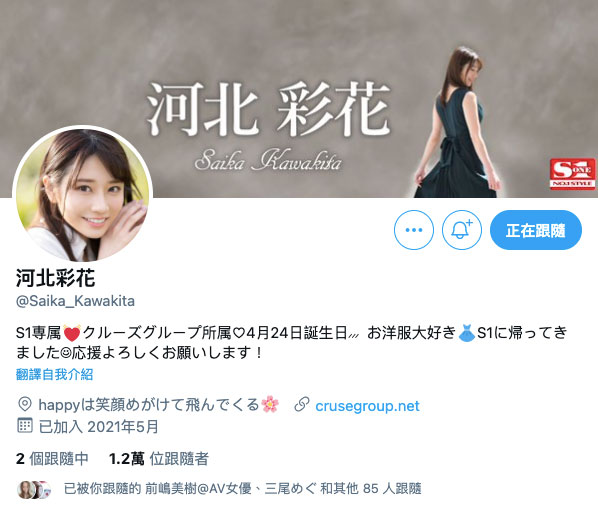 河北 彩花
Saika Kawakita
S ONE
NO.1 STYLE
正在跟隨
河北彩花
@Saika_Kawakita
S1専属💓クルーズグループ所属♡4月24日誕生日⸝⸝⸝ お洋服大好き👗S1に帰ってき
ました☺応援よろしくお願いします！
翻譯自我介紹
happyは笑顔めがけて飛んでくる🌸 crusegroup.net
已加入 2021年5月
2 個跟隨中 1.2萬 位跟隨者
已被你跟隨的 前嶋美樹@AV女優、三尾めぐ 和其他 85 人跟隨